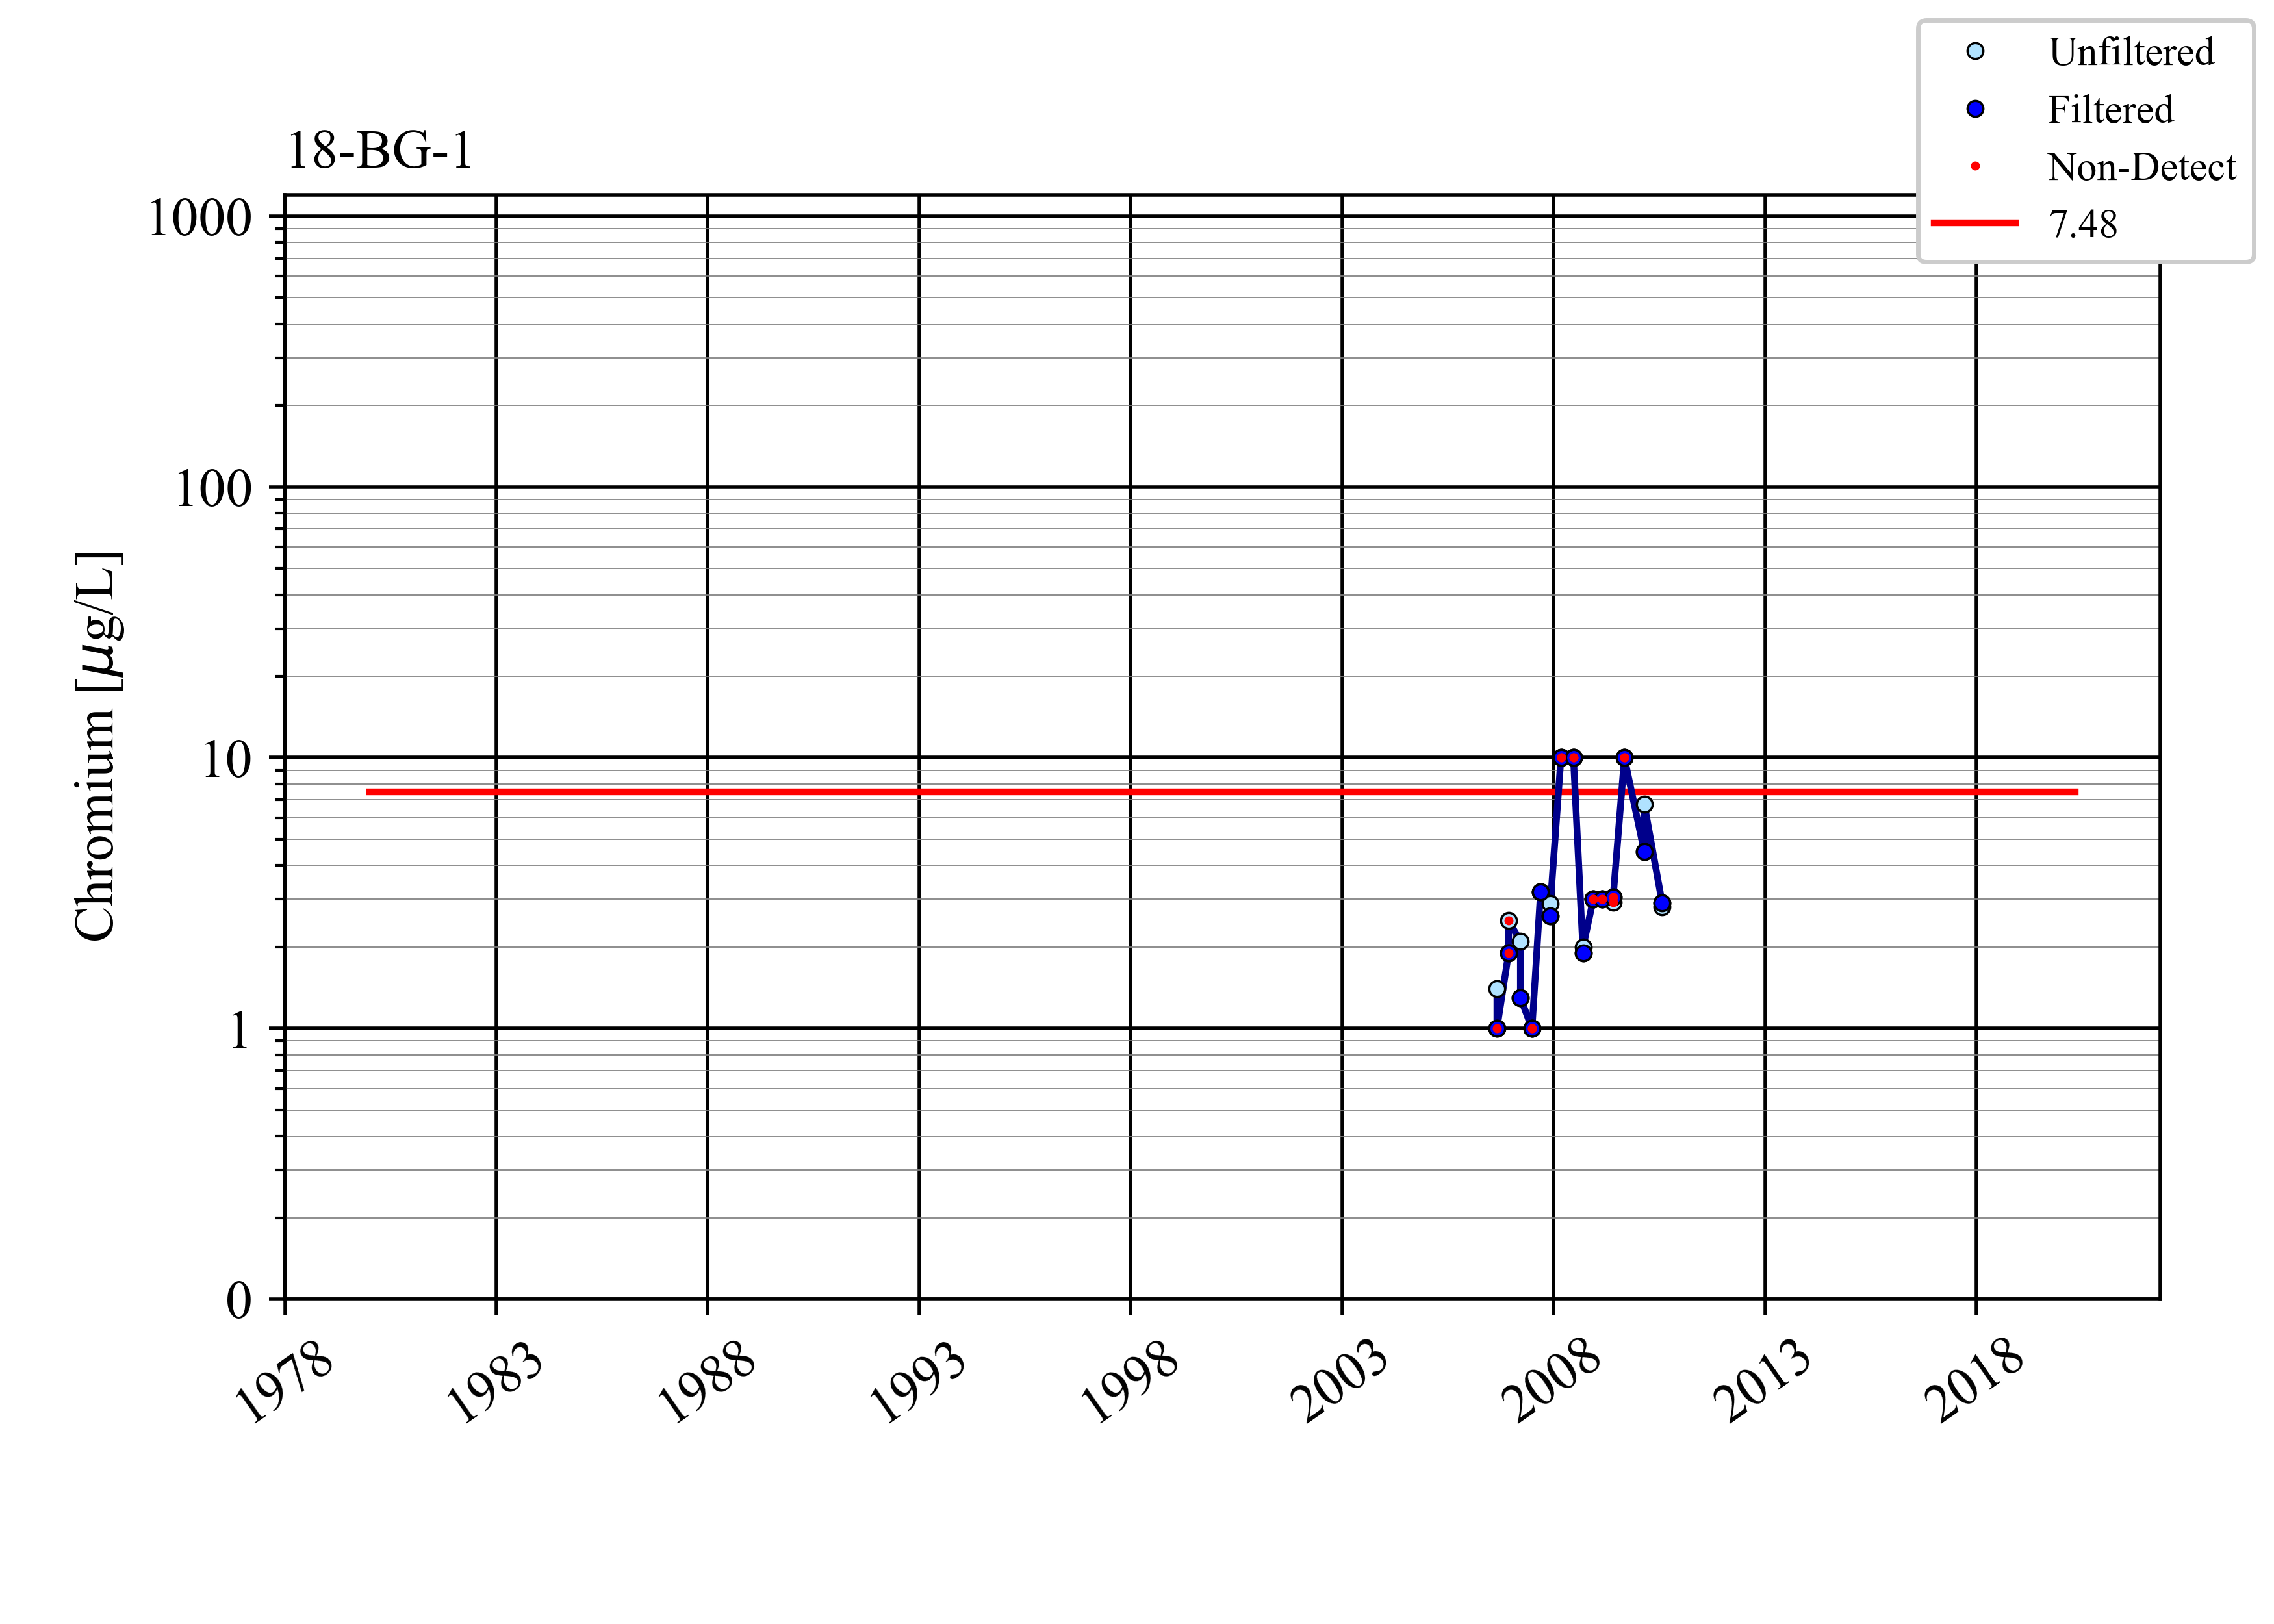 Unfiltered
Filtered
Non-Detect
7.48
18-BG-1
1000
100
10
1
0
Chromium [μg/L]
1978 1983 1988 1993 1998 2003 2008 2013 2018